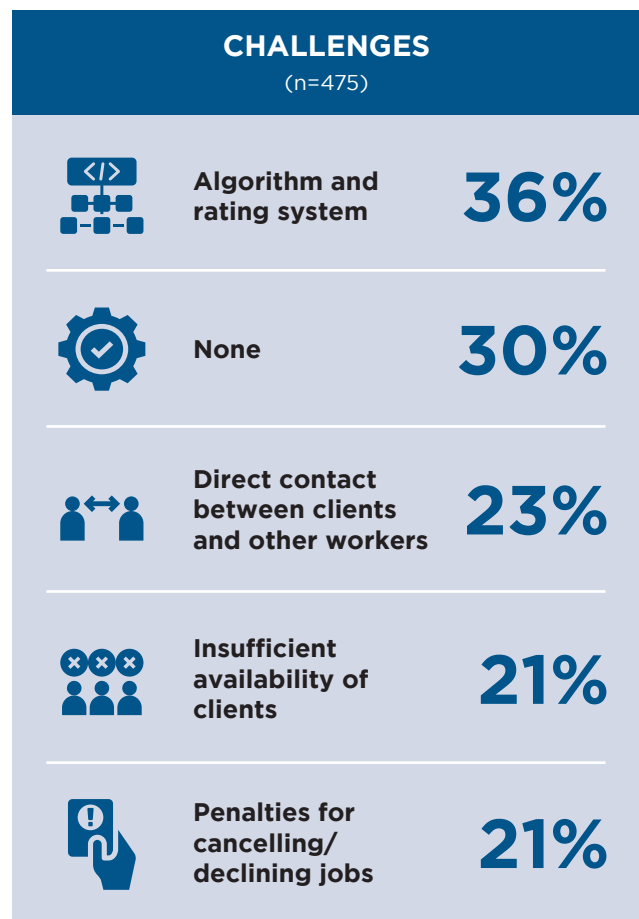 CHALLENGES
(n=475)
</>
Algorithm and
rating system
36%
None
30%
Direct contact
between clients
and other workers
23%
Insufficient
availability of
clients
21%
Penalties for
cancelling/
declining jobs
21%